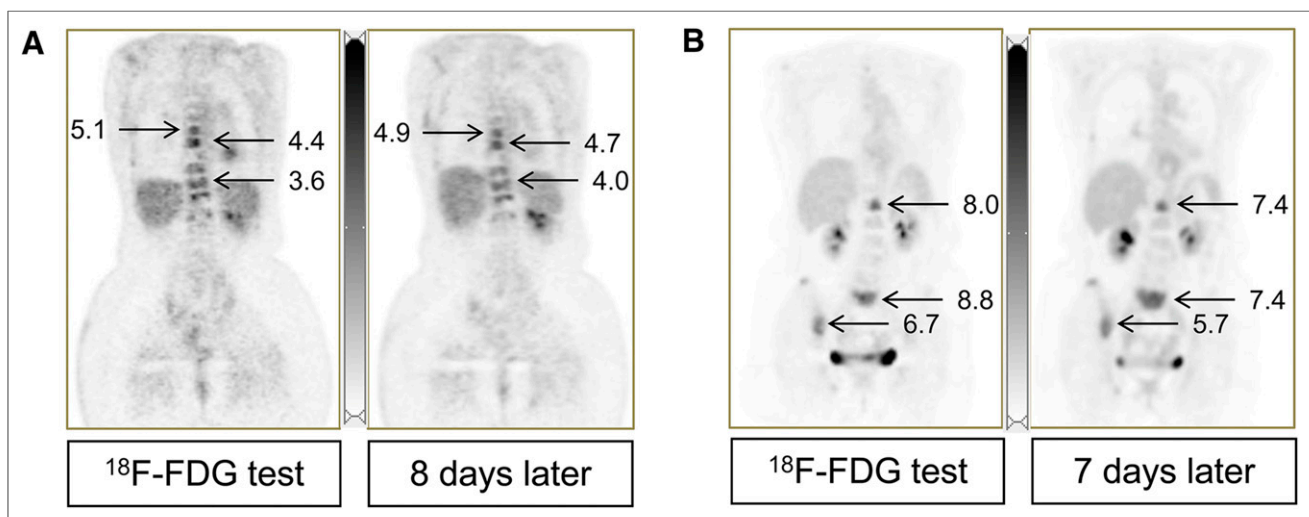 A
5.1
4.4
3.6
4.9
4.7
4.0
¹⁸F-FDG test
8 days later
B
8.0
8.8
6.7
7.4
7.4
5.7
¹⁸F-FDG test
7 days later